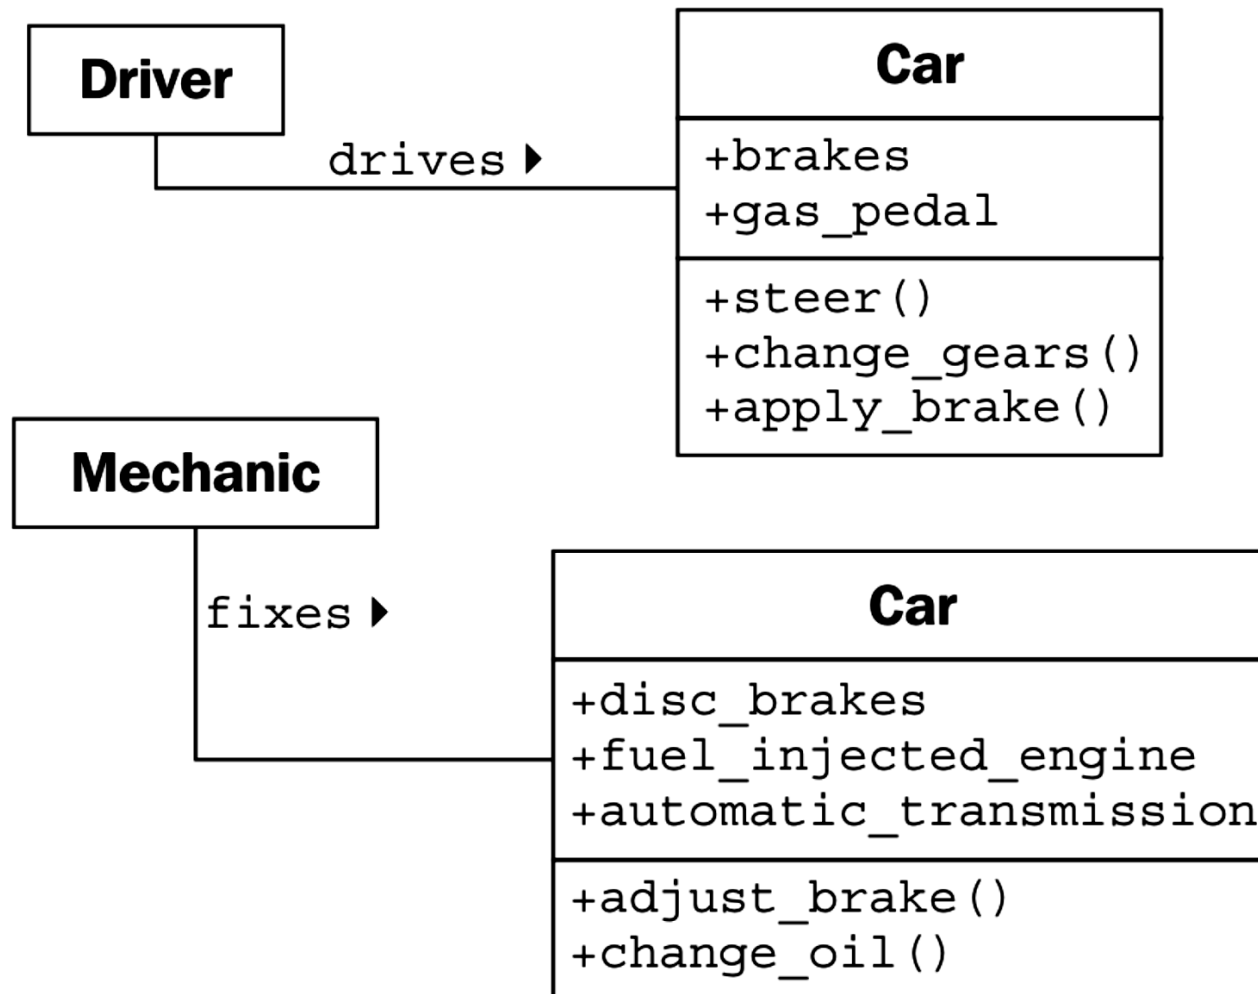 Driver
drives
Car
+brakes
+gas_pedal
+steer()
+change_gears()
+apply_brake()
Mechanic
fixes
Car
+disc_brakes
+fuel_injected_engine
+automatic_transmission
+adjust_brake()
+change_oil()